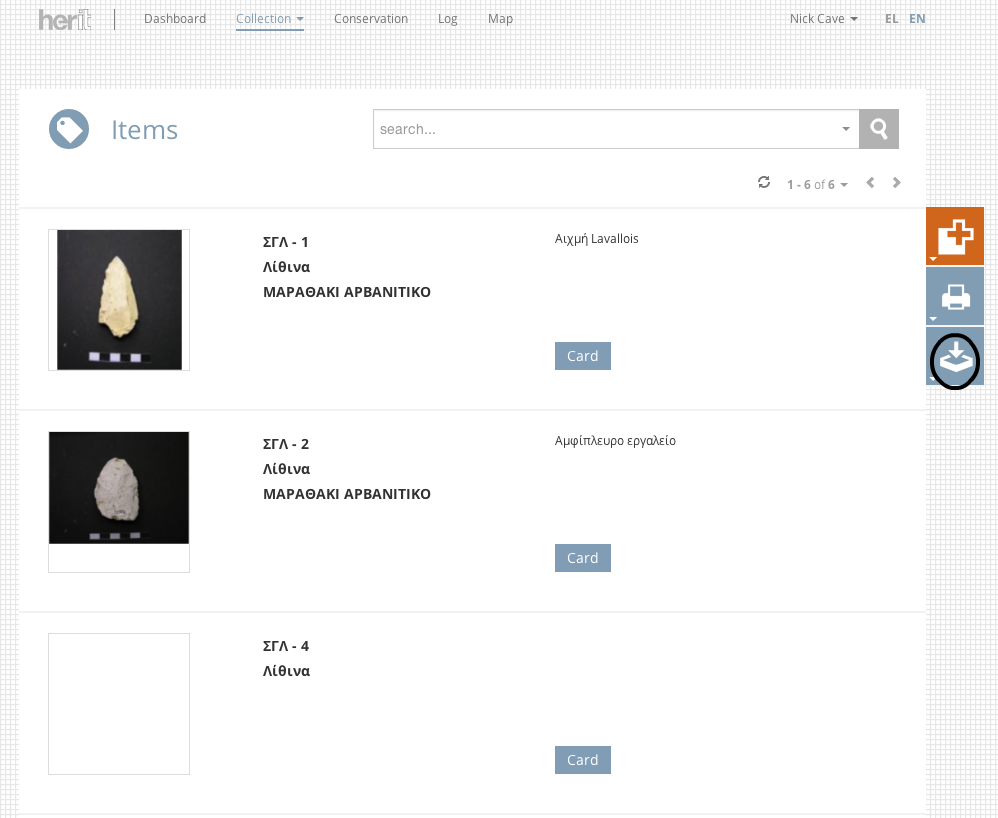 herit Dashboard Collection Conservation Log Map Nick Cave EL EN
Items search...
1 - 6 of 6
ΣΓΛ - 1 Αιχμή Lavallois
Λίθινα
ΜΑΡΑΘΑΚΙ ΑΡΒΑΝΙΤΙΚΟ
Card
ΣΓΛ - 2 Αμφίπλευρο εργαλείο
Λίθινα
ΜΑΡΑΘΑΚΙ ΑΡΒΑΝΙΤΙΚΟ
Card
ΣΓΛ - 4
Λίθινα
Card